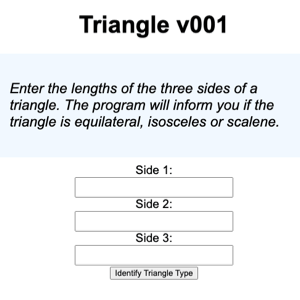 Triangle v001
Enter the lengths of the three sides of a
triangle. The program will inform you if the
triangle is equilateral, isosceles or scalene.
Side 1:
Side 2:
Side 3:
Identify Triangle Type